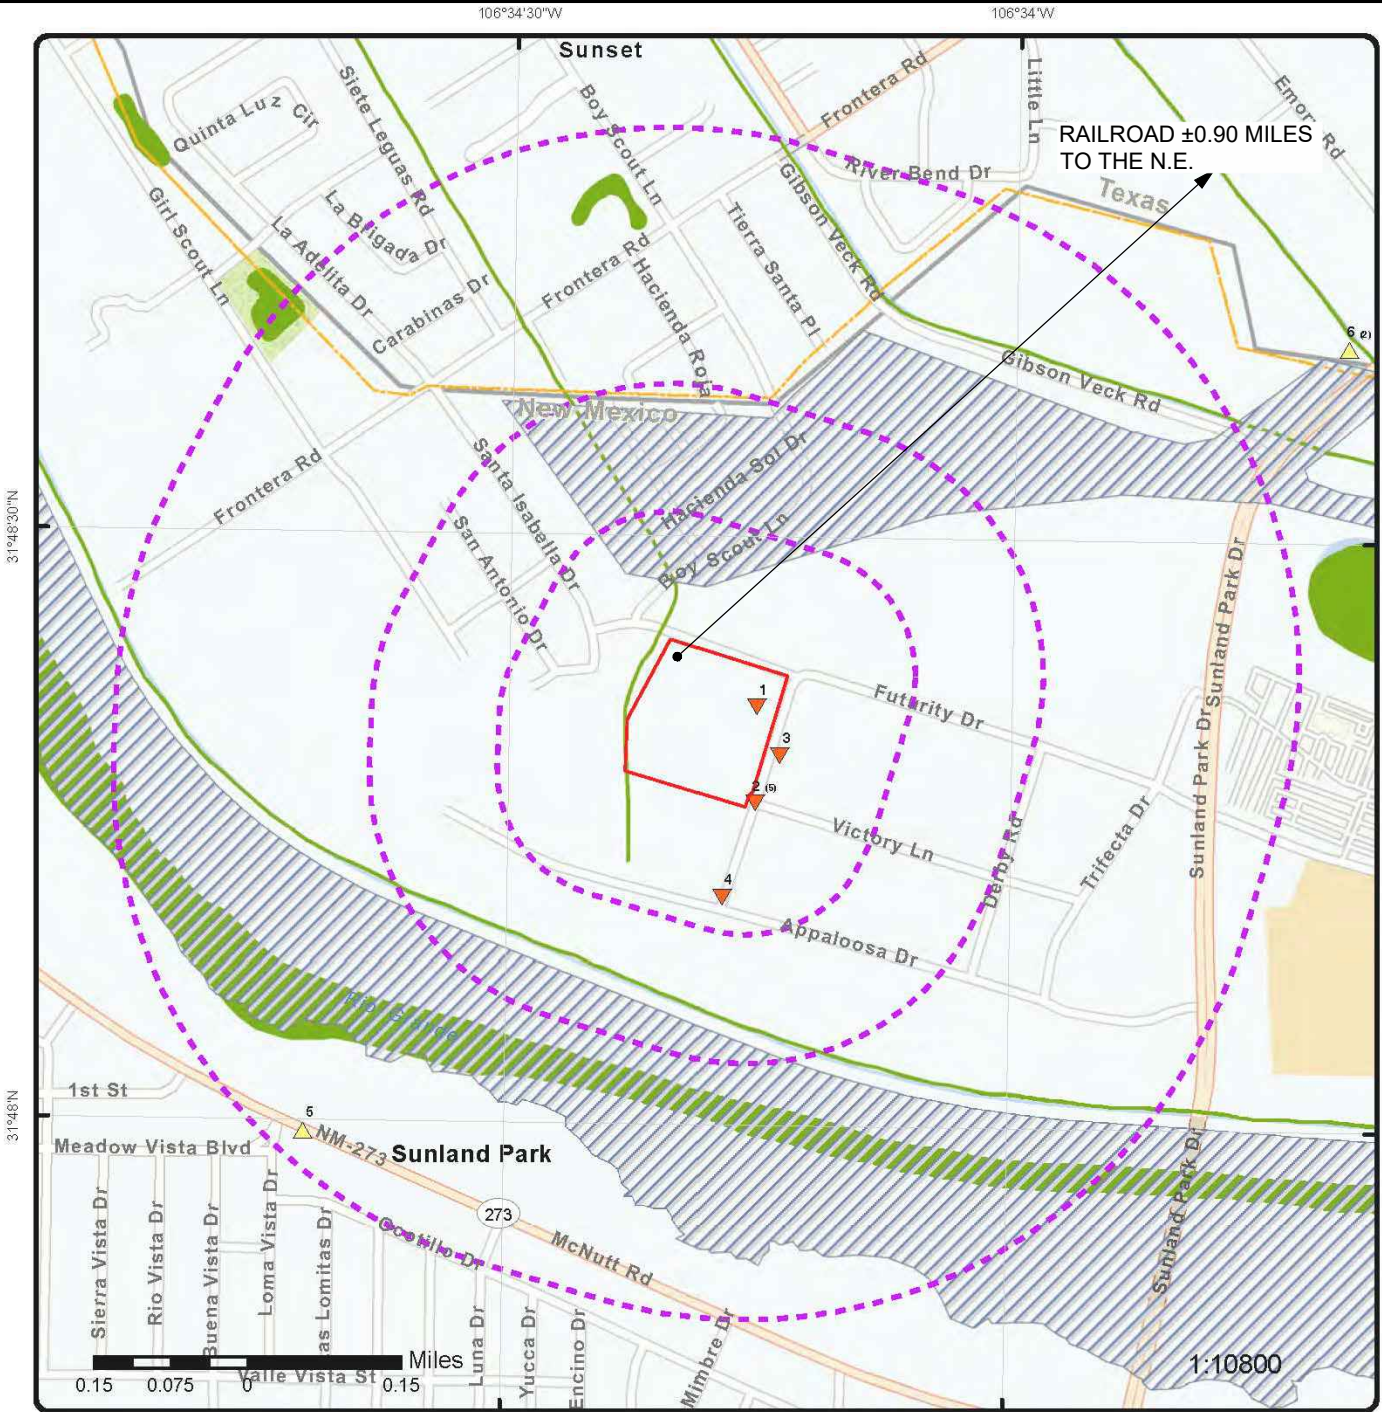 106°34'30"W
106°34'W
Sunset
Siete Leguas Rd
Boy Scout Ln
Frontera Rd
Little Ln
Emory Rd
Quinta Luz Cir
RAILROAD ±0.90 MILES
TO THE N.E.
River Bend Dr
Gibson Veck Rd
Texas
Girl Scout Ln
La Brigada Dr
La Adelita Dr
Tierra Santa Pl
Frontera Rd
Hacienda Roja
Carabinas Dr
6 (2)
Gibson Veck Rd
New Mexico
Frontera Rd
Santa Isabella Dr
Hacienda Sol Dr
31°48'30"N
San Antonio Dr
Boy Scout Ln
Sunland Park Dr
1
Futurity Dr
3
Sunland Park Dr
2 (5)
Victory Ln
Derby Rd
Trifecta Dr
4
Appaloosa Dr
Rio Grande
1st St
31°48'N
5
NM-273
Meadow Vista Blvd
Sunland Park
Sunland Park Dr
273
Sierra Vista Dr
Rio Vista Dr
Buena Vista Dr
Loma Vista Dr
Las Lomitas Dr
Ocotillo Dr
McNutt Rd
Luna Dr
Yucca Dr
Encino Dr
Mimbre Dr
Miles
1:10800
0.15 0.075 0 0.15
Valle Vista St